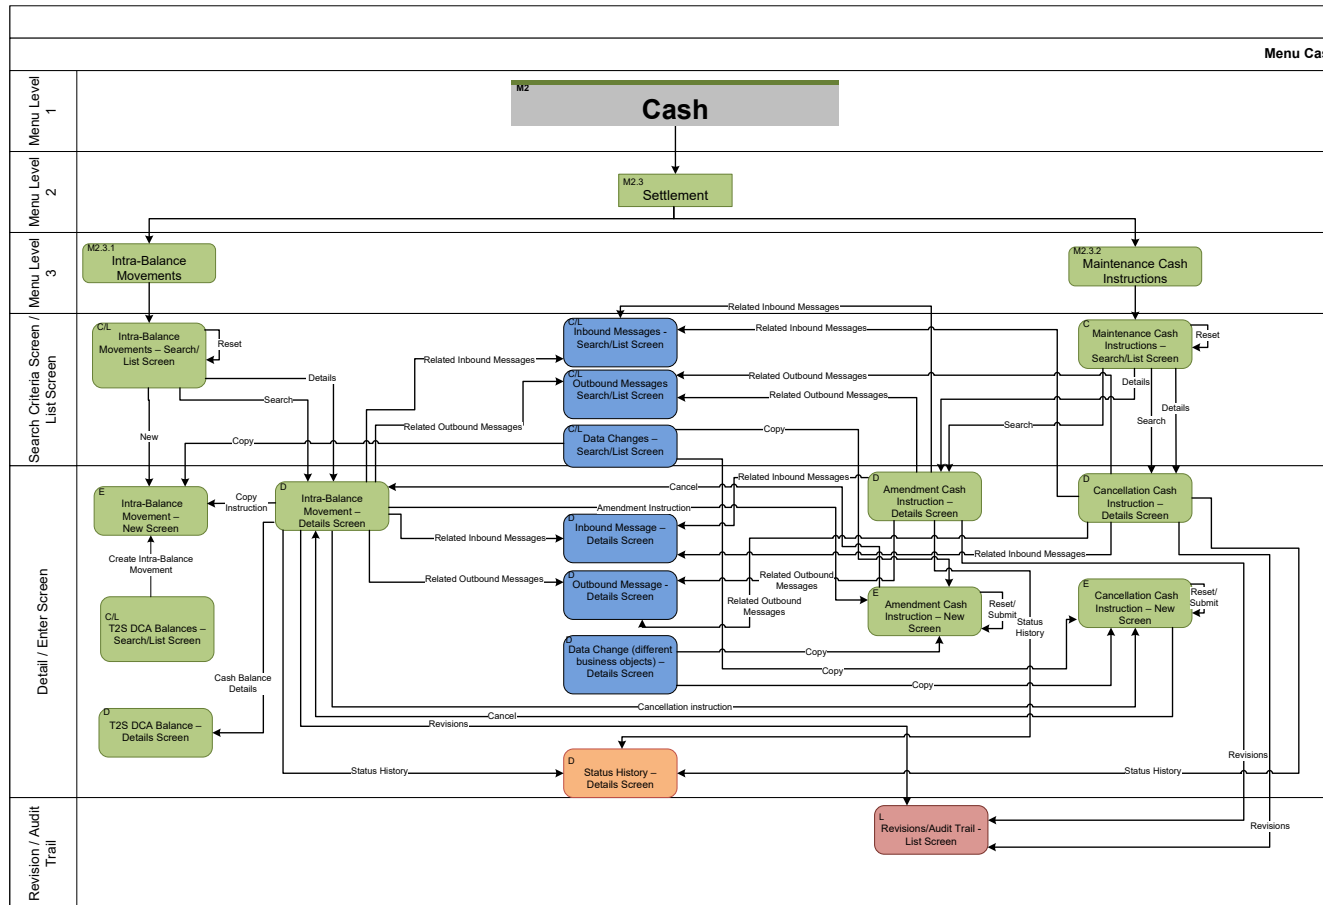 Menu Cas
Menu Level
1
M2
Cash
Menu Level
2
M2.3
Settlement
Menu Level
3
M2.3.1
Intra-Balance
Movements
M2.3.2
Maintenance Cash
Instructions
Search Criteria Screen /
List Screen
C/L
Intra-Balance
Movements – Search/
List Screen
Reset
Details
Search
New
Copy
Related Inbound Messages
Related Outbound Messages
C/L
Inbound Messages -
Search/List Screen
C/L
Outbound Messages
Search/List Screen
C/L
Data Changes –
Search/List Screen
Related Inbound Messages
Related Inbound Messages
Related Outbound Messages
Related Outbound Messages
Copy
C
Maintenance Cash
Instructions –
Search/List Screen
Reset
Details
Details
Search
Search
Detail / Enter Screen
E
Intra-Balance
Movement –
New Screen
Copy
Instruction
D
Intra-Balance
Movement –
Details Screen
Create Intra-Balance
Movement
C/L
T2S DCA Balances –
Search/List Screen
Cash Balance
Details
D
T2S DCA Balance –
Details Screen
Cancel
Amendment Instruction
Related Inbound Messages
Related Inbound Messages
Related Outbound Messages
D
Inbound Message –
Details Screen
D
Outbound Message -
Details Screen
D
Data Change (different
business objects) –
Details Screen
D
Amendment Cash
Instruction –
Details Screen
D
Cancellation Cash
Instruction –
Details Screen
Related Inbound Messages
Related Outbound
Messages
Related Outbound
Messages
E
Amendment Cash
Instruction – New
Screen
Reset/
Submit
Status
History
E
Cancellation Cash
Instruction – New
Screen
Reset/
Submit
Copy
Copy
Copy
Cancellation instruction
Cancel
Revisions
Status History
D
Status History –
Details Screen
Status History
Revisions
Revisions
Revision / Audit
Trail
L
Revisions/Audit Trail -
List Screen